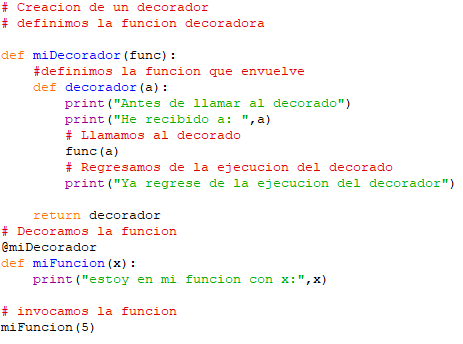 # Creacion de un decorador
# definimos la funcion decoradora

def miDecorador(func):
    #definimos la funcion que envuelve
    def decorador(a):
        print("Antes de llamar al decorado")
        print("He recibido a: ",a)
        # Llamamos al decorado
        func(a)
        # Regresamos de la ejecucion del decorado
        print("Ya regrese de la ejecucion del decorador")

    return decorador
# Decoramos la funcion
@miDecorador
def miFuncion(x):
    print("estoy en mi funcion con x:",x)

# invocamos la funcion
miFuncion(5)